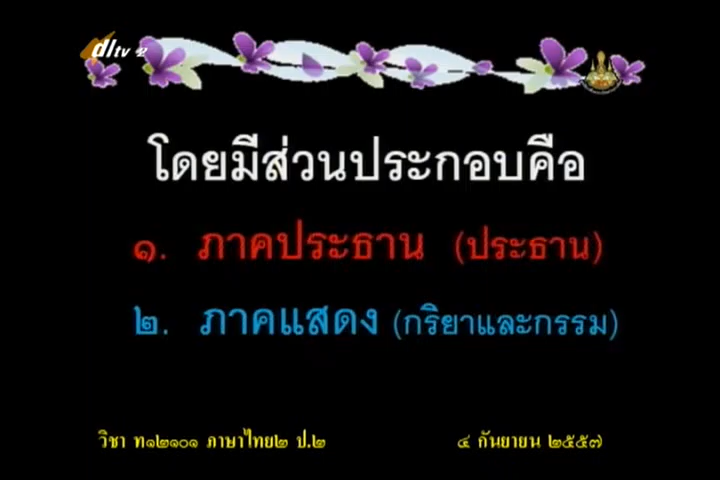 dltv ๒
โดยมีส่วนประกอบคือ
๑. ภาคประธาน (ประธาน)
๒. ภาคแสดง (กริยาและกรรม)
วิชา ท๑๒๑๐๑ ภาษาไทย๒ ป.๒ ๔ กันยายน ๒๕๕๗